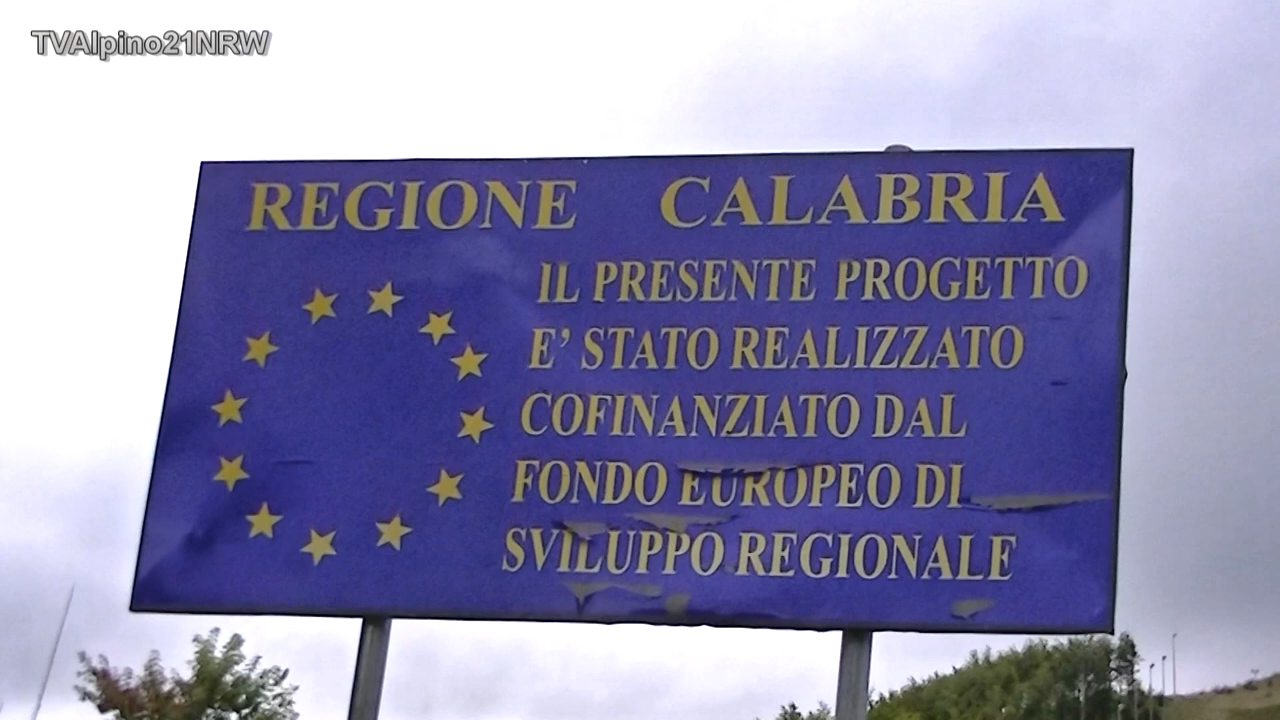 TVAlpino21NRW
REGIONE CALABRIA
IL PRESENTE PROGETTO
E' STATO REALIZZATO
COFINANZIATO DAL
FONDO EUROPEO DI
SVILUPPO REGIONALE